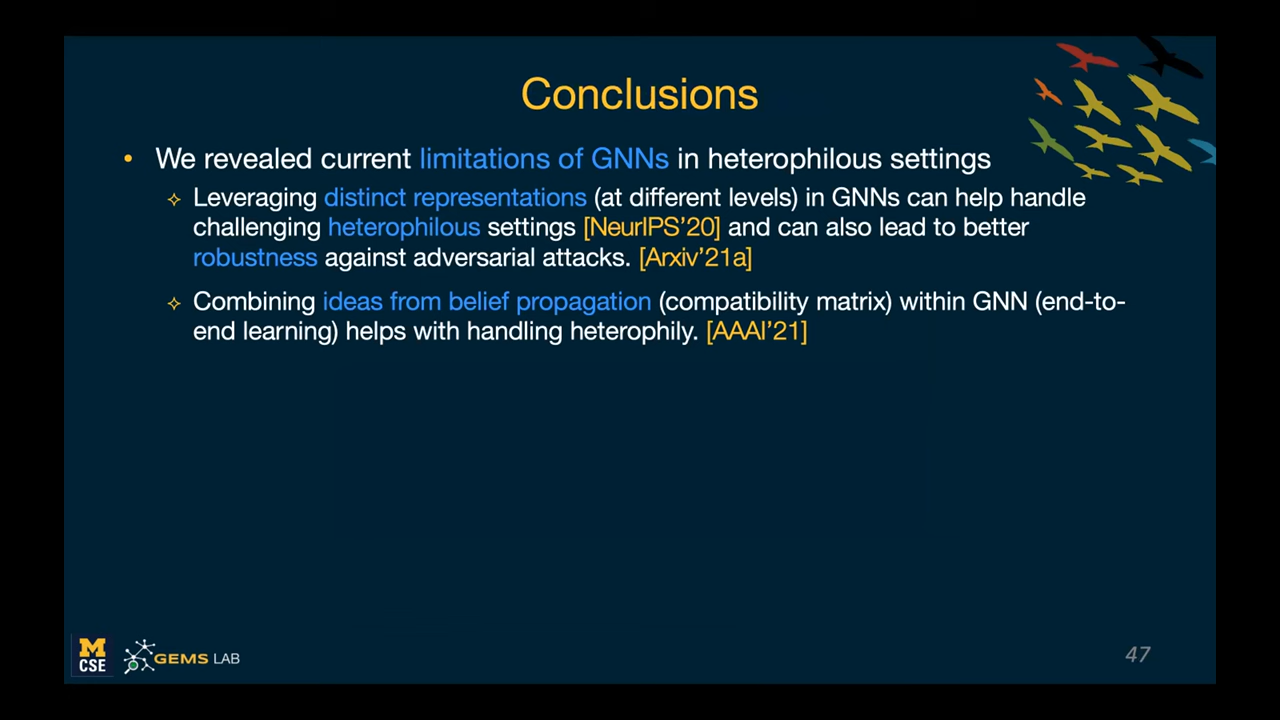 Conclusions
• We revealed current limitations of GNNs in heterophilous settings
✧ Leveraging distinct representations (at different levels) in GNNs can help handle
challenging heterophilous settings [NeurIPS’20] and can also lead to better
robustness against adversarial attacks. [Arxiv’21a]
✧ Combining ideas from belief propagation (compatibility matrix) within GNN (end-to-
end learning) helps with handling heterophily. [AAAI’21]
M
CSE
GEMS LAB
47